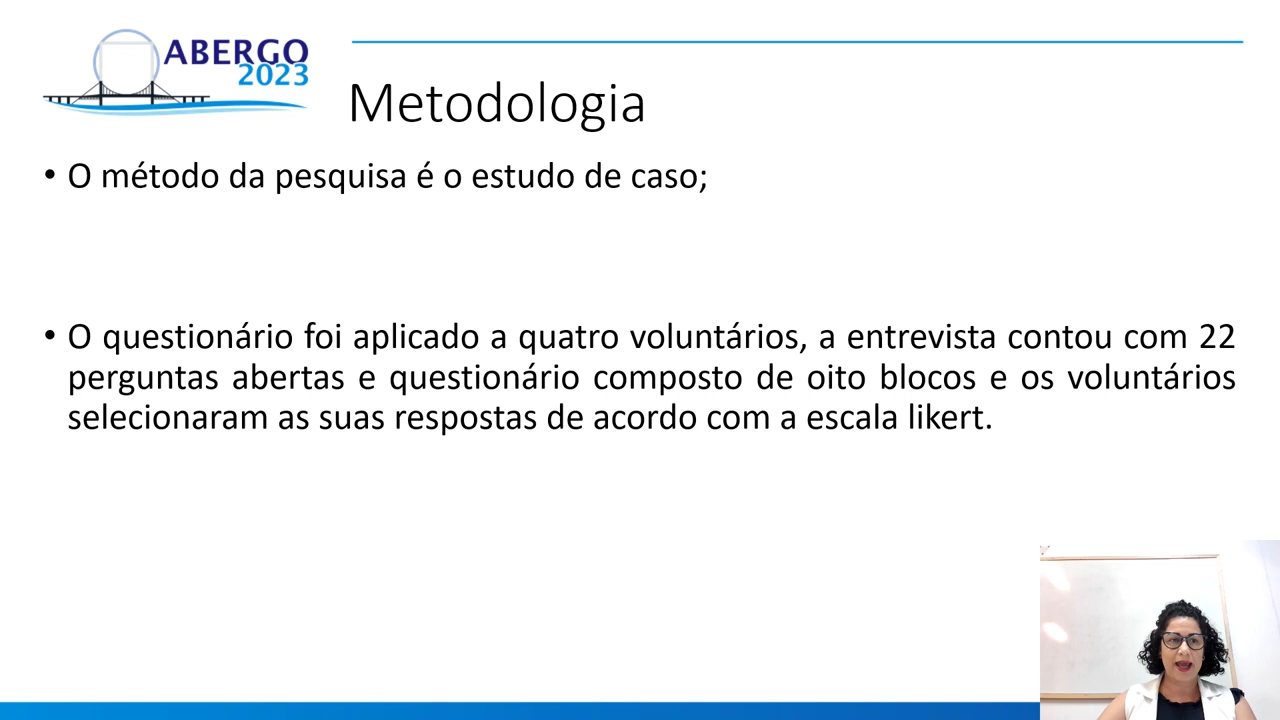 ABERGO
2023
Metodologia
• O método da pesquisa é o estudo de caso;
• O questionário foi aplicado a quatro voluntários, a entrevista contou com 22
perguntas abertas e questionário composto de oito blocos e os voluntários
selecionaram as suas respostas de acordo com a escala likert.